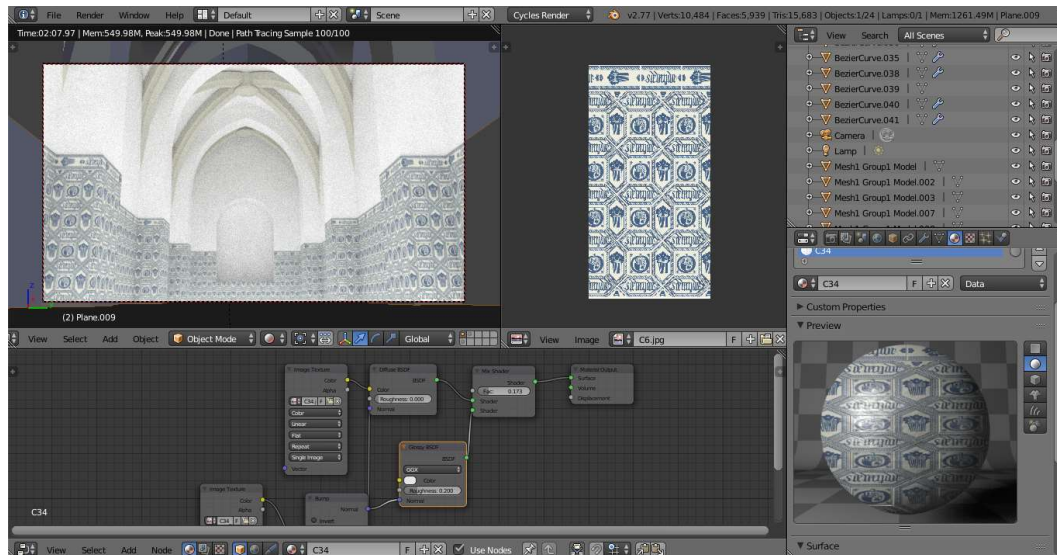 File Render Window Help Default Scene Cycles Render v2.77 | Verts:10,484 | Faces:5,939 | Tris:15,683 | Objects:1/24 | Lamps:0/1 | Mem:1261.49M | Plane.009
Time:02:07.97 | Mem:549.98M, Peak:549.98M | Done | Path Tracing Sample 100/100
View Search All Scenes
BezierCurve.035
BezierCurve.038
BezierCurve.039
BezierCurve.040
BezierCurve.041
Camera
Lamp
Mesh1 Group1 Model
Mesh1 Group1 Model.002
Mesh1 Group1 Model.003
Mesh1 Group1 Model.007
(2) Plane.009
View Select Add Object Object Mode Global
View Image C6.jpg F
C34
C34 F Data
Custom Properties
Preview
Surface
Image Texture
Color
Alpha
C34 F
Color
Linear
Flat
Repeat
Single Image
Vector
Diffuse BSDF
BSDF
Color
Roughness: 0.000
Normal
Mix Shader
Shader
Fac: 0.173
Shader
Shader
Material Output
Surface
Volume
Displacement
Glossy BSDF
BSDF
GGX
Color
Roughness: 0.200
Normal
Image Texture
Color
Alpha
C34 F
Bump
Normal
Invert
C34
View Select Add Node C34 F Use Nodes